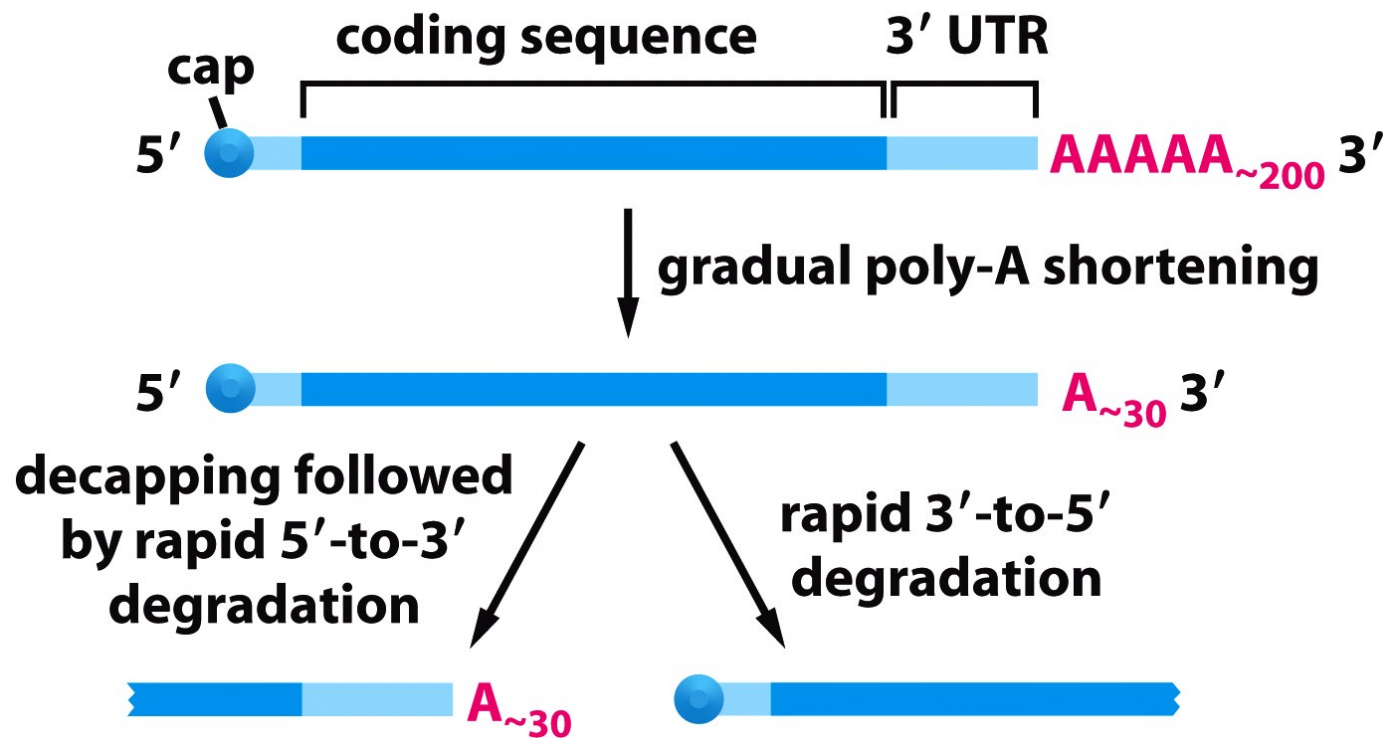 coding sequence
3′ UTR
cap
5′
AAAAA~200 3′
gradual poly-A shortening
5′
A~30 3′
decapping followed
by rapid 5′-to-3′
degradation
rapid 3′-to-5′
degradation
A~30